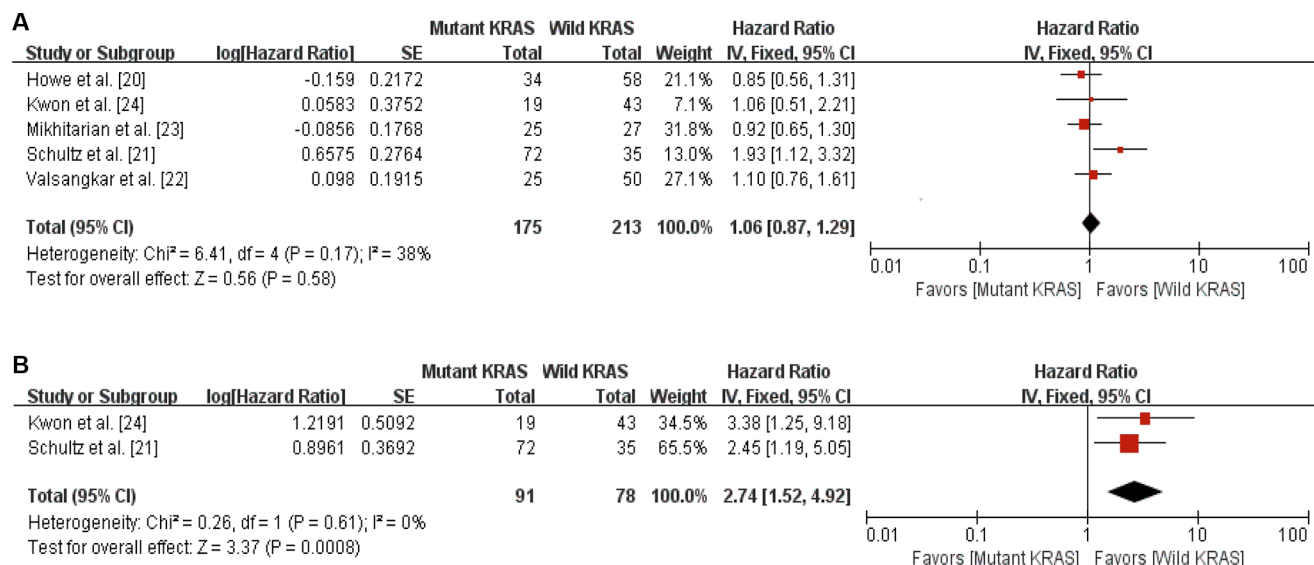 A
Mutant KRAS Wild KRAS Hazard Ratio Hazard Ratio
Study or Subgroup log[Hazard Ratio] SE Total Total Weight IV, Fixed, 95% CI IV, Fixed, 95% CI
Howe et al. [20] -0.159 0.2172 34 58 21.1% 0.85 [0.56, 1.31]
Kwon et al. [24] 0.0583 0.3752 19 43 7.1% 1.06 [0.51, 2.21]
Mikhitarian et al. [23] -0.0856 0.1768 25 27 31.8% 0.92 [0.65, 1.30]
Schultz et al. [21] 0.6575 0.2764 72 35 13.0% 1.93 [1.12, 3.32]
Valsangkar et al. [22] 0.098 0.1915 25 50 27.1% 1.10 [0.76, 1.61]
Total (95% CI) 175 213 100.0% 1.06 [0.87, 1.29]
Heterogeneity: Chi² = 6.41, df = 4 (P = 0.17); I² = 38%
Test for overall effect: Z = 0.56 (P = 0.58)
0.01 0.1 1 10 100
Favors [Mutant KRAS] Favors [Wild KRAS]
B
Mutant KRAS Wild KRAS Hazard Ratio Hazard Ratio
Study or Subgroup log[Hazard Ratio] SE Total Total Weight IV, Fixed, 95% CI IV, Fixed, 95% CI
Kwon et al. [24] 1.2191 0.5092 19 43 34.5% 3.38 [1.25, 9.18]
Schultz et al. [21] 0.8961 0.3692 72 35 65.5% 2.45 [1.19, 5.05]
Total (95% CI) 91 78 100.0% 2.74 [1.52, 4.92]
Heterogeneity: Chi² = 0.26, df = 1 (P = 0.61); I² = 0%
Test for overall effect: Z = 3.37 (P = 0.0008)
0.01 0.1 1 10 100
Favors [Mutant KRAS] Favors [Wild KRAS]